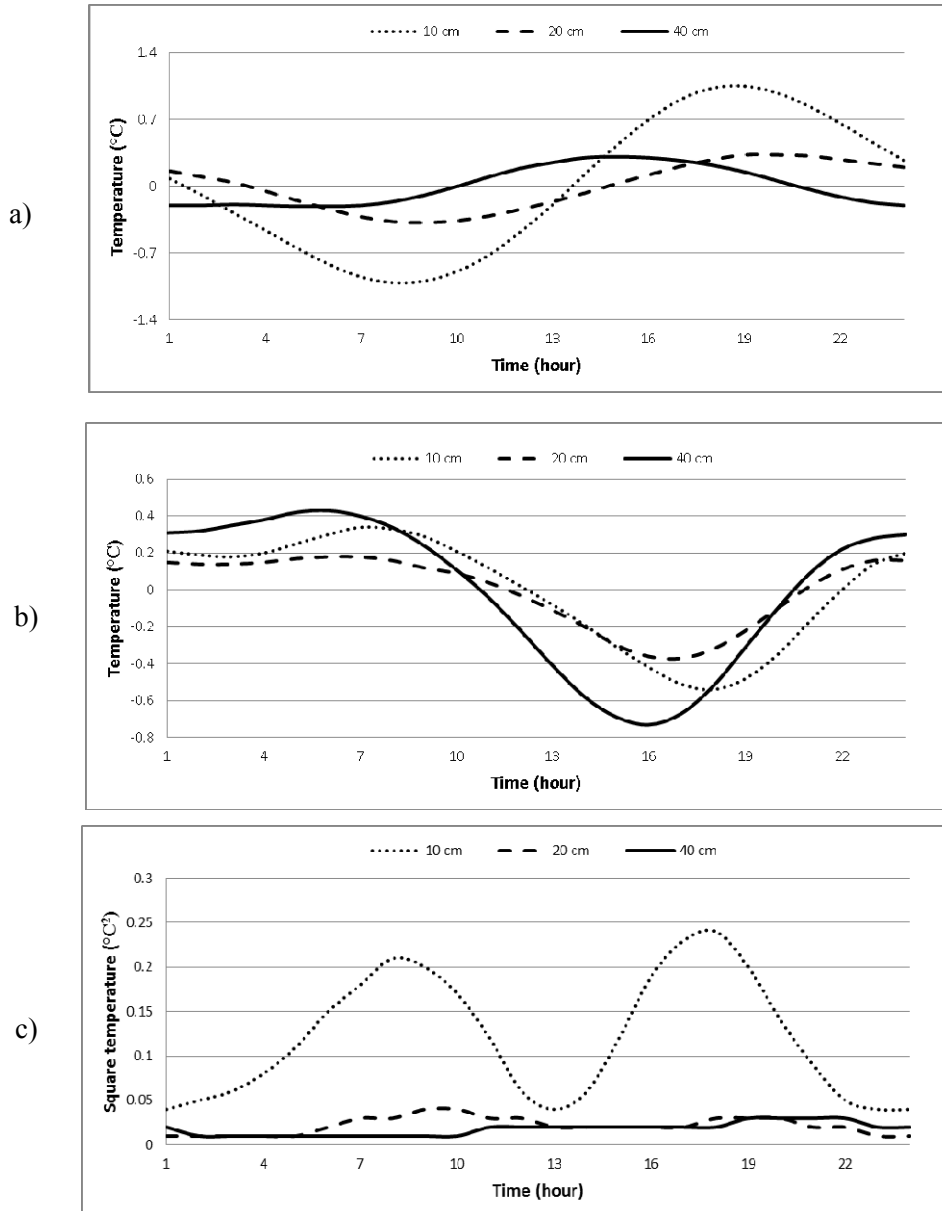 a)
10 cm 20 cm 40 cm
Temperature (°C)
1.4
0.7
0
-0.7
-1.4
1 4 7 10 13 16 19 22
Time (hour)
b)
10 cm 20 cm 40 cm
Temperature (°C)
0.6
0.4
0.2
0
-0.2
-0.4
-0.6
-0.8
1 4 7 10 13 16 19 22
Time (hour)
c)
10 cm 20 cm 40 cm
Square temperature (°C²)
0.3
0.25
0.2
0.15
0.1
0.05
0
1 4 7 10 13 16 19 22
Time (hour)